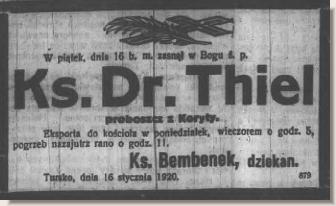 W piątek, dnia 16 b. m. zasnął w Bogu ś. p.
Ks. Dr. Thiel
proboszcz z Koryty.
Eksporta do kościoła w poniedziałek, wieczorem o godz. 5,
pogrzeb nazajutrz rano o godz. 11.
Ks. Bembenek, dziekan.
Tursko, dnia 16 stycznia 1920. 879